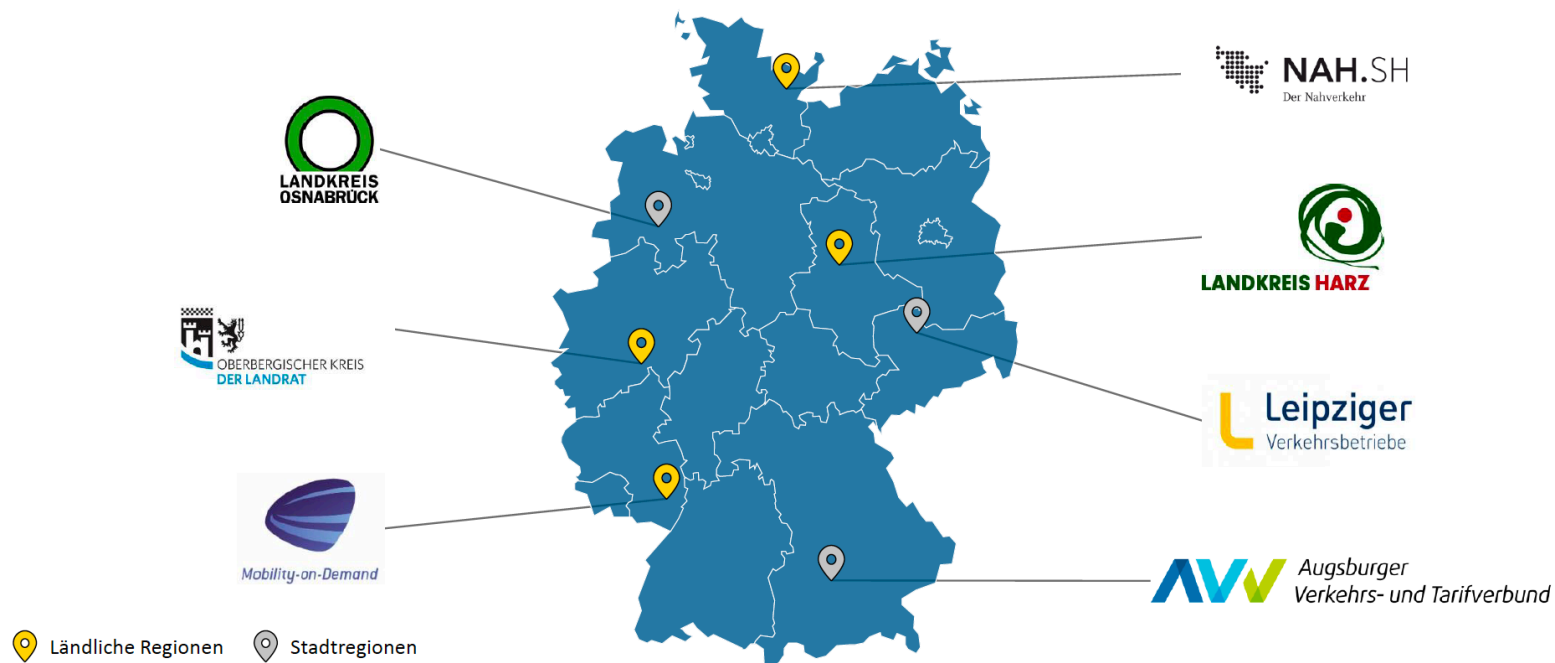 NAH.SH
Der Nahverkehr
LANDKREIS
OSNABRÜCK
LANDKREIS HARZ
OBERBERGISCHER KREIS
DER LANDRAT
Leipziger
Verkehrsbetriebe
Mobility-on-Demand
Augsburger
Verkehrs- und Tarifverbund
Ländliche Regionen
Stadtregionen